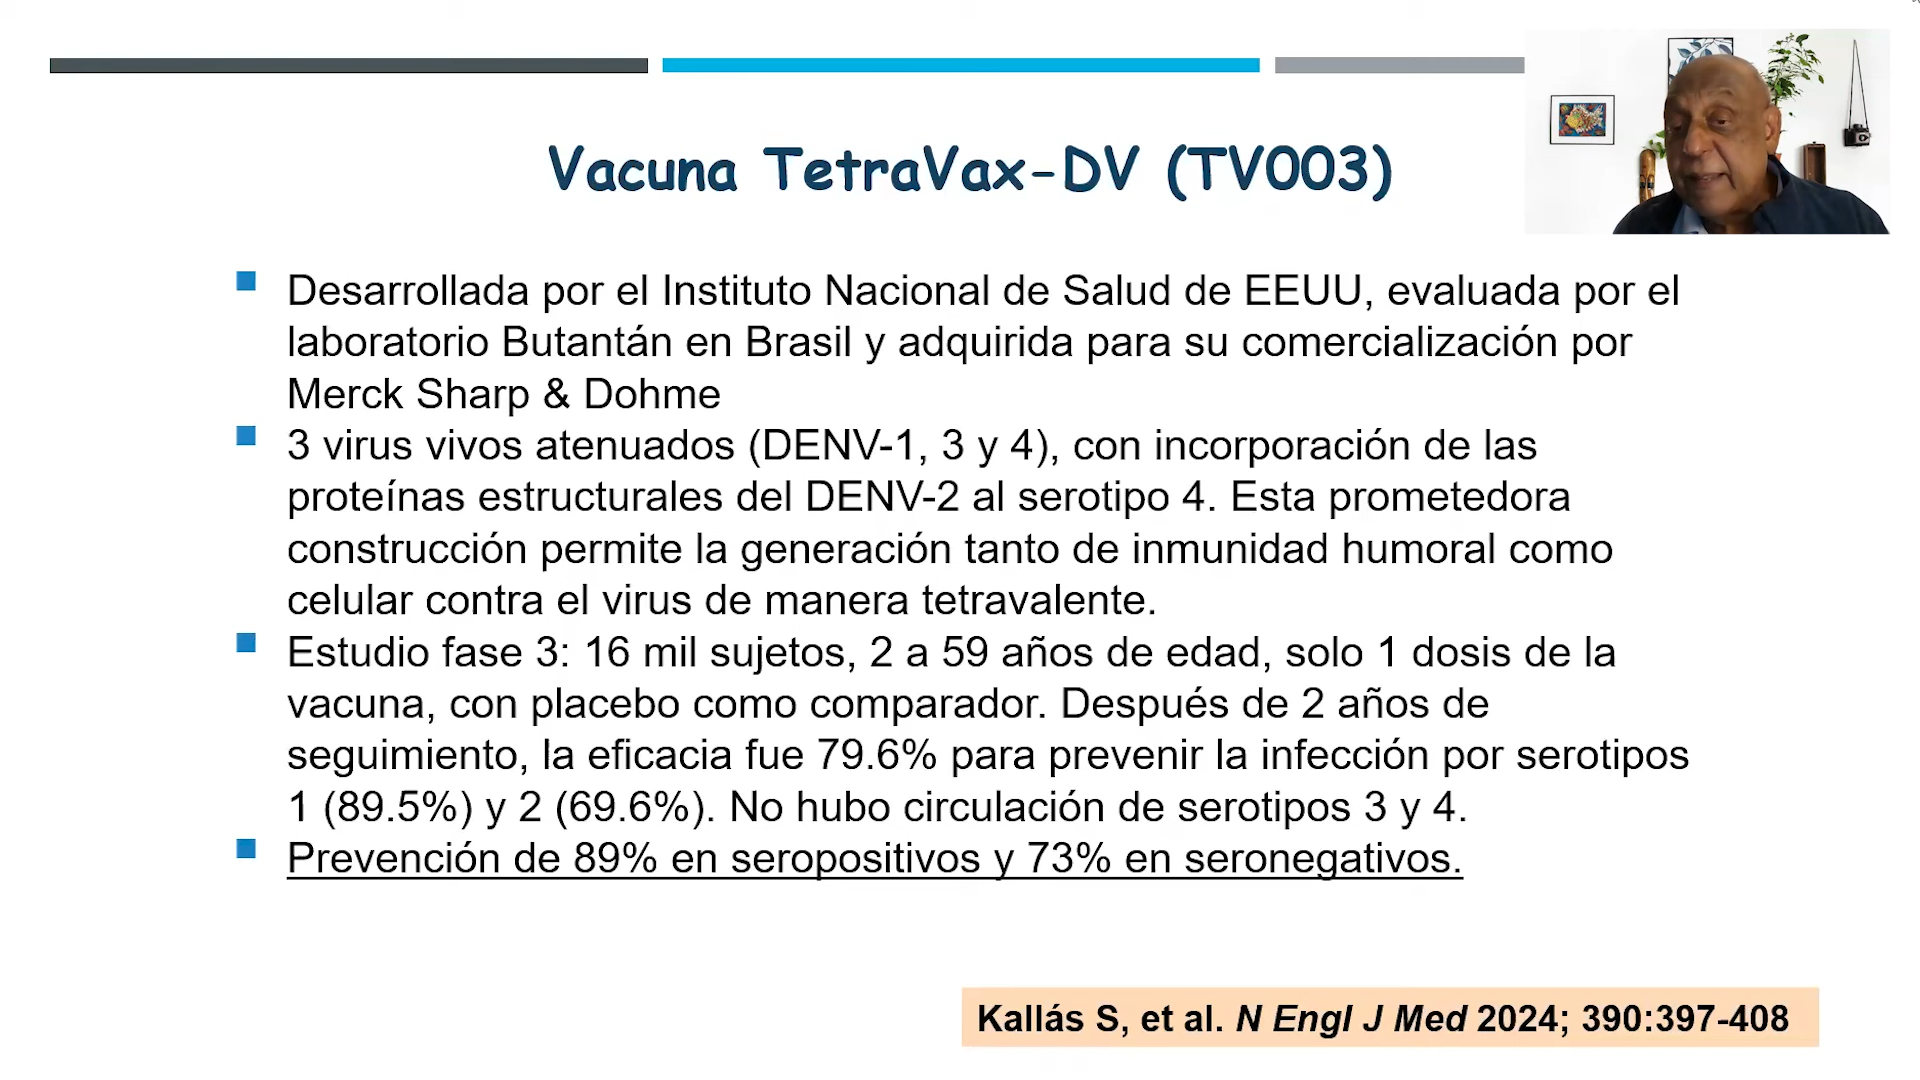 Vacuna TetraVax-DV (TV003)
Desarrollada por el Instituto Nacional de Salud de EEUU, evaluada por el
laboratorio Butantán en Brasil y adquirida para su comercialización por
Merck Sharp & Dohme
3 virus vivos atenuados (DENV-1, 3 y 4), con incorporación de las
proteínas estructurales del DENV-2 al serotipo 4. Esta prometedora
construcción permite la generación tanto de inmunidad humoral como
celular contra el virus de manera tetravalente.
Estudio fase 3: 16 mil sujetos, 2 a 59 años de edad, solo 1 dosis de la
vacuna, con placebo como comparador. Después de 2 años de
seguimiento, la eficacia fue 79.6% para prevenir la infección por serotipos
1 (89.5%) y 2 (69.6%). No hubo circulación de serotipos 3 y 4.
Prevención de 89% en seropositivos y 73% en seronegativos.
Kallás S, et al. N Engl J Med 2024; 390:397-408